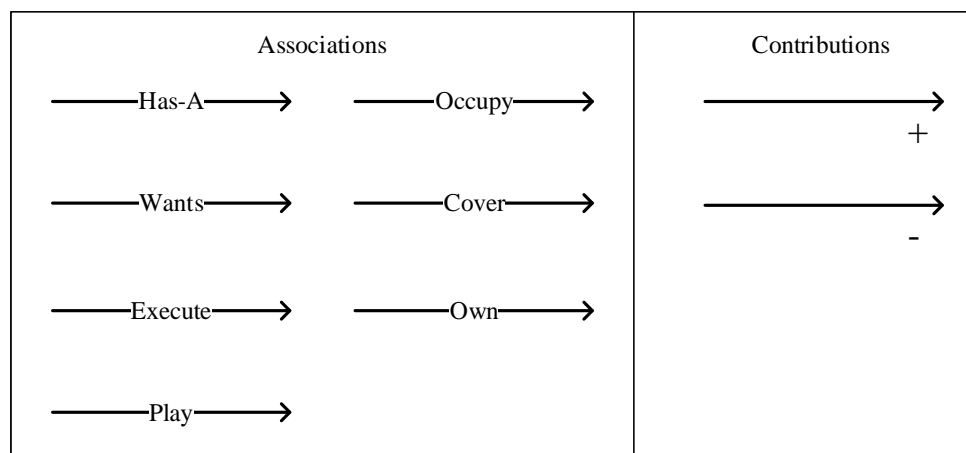 Associations
Contributions
Has-A
Occupy
+
Wants
Cover
-
Execute
Own
Play